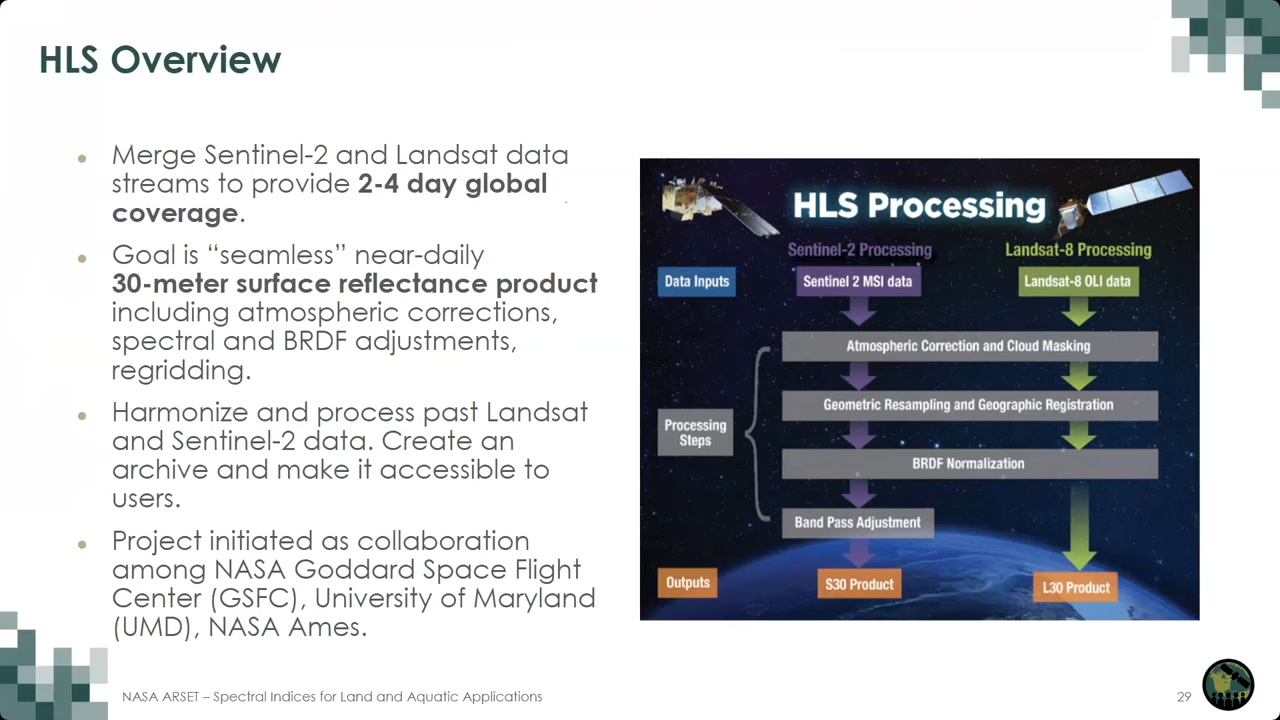 HLS Overview
Merge Sentinel-2 and Landsat data
streams to provide 2-4 day global
coverage.
Goal is “seamless” near-daily
30-meter surface reflectance product
including atmospheric corrections,
spectral and BRDF adjustments,
regridding.
Harmonize and process past Landsat
and Sentinel-2 data. Create an
archive and make it accessible to
users.
Project initiated as collaboration
among NASA Goddard Space Flight
Center (GSFC), University of Maryland
(UMD), NASA Ames.
HLS Processing
Sentinel-2 Processing
Landsat-8 Processing
Data Inputs
Sentinel 2 MSI data
Landsat-8 OLI data
Atmospheric Correction and Cloud Masking
Geometric Resampling and Geographic Registration
Processing
Steps
BRDF Normalization
Band Pass Adjustment
Outputs
S30 Product
L30 Product
NASA ARSET – Spectral Indices for Land and Aquatic Applications
29